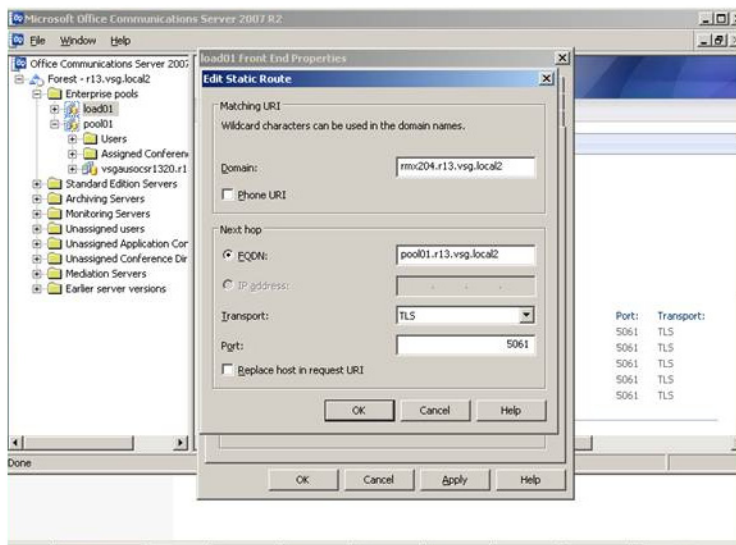 Microsoft Office Communications Server 2007 R2
File Window Help
Office Communications Server 2007
Forest - r13.vsg.local2
Enterprise pools
load01
pool01
Users
Assigned Conferen
vsgausocsr1320.r1
Standard Edition Servers
Archiving Servers
Monitoring Servers
Unassigned users
Unassigned Application Con
Unassigned Conference Dir
Mediation Servers
Earlier server versions
Done
load01 Front End Properties
Edit Static Route
Matching URI
Wildcard characters can be used in the domain names.
Domain: rmx204.r13.vsg.local2
Phone URI
Next hop
FQDN: pool01.r13.vsg.local2
IP address:
Transport: TLS
Port: 5061
Replace host in request URI
OK Cancel Help
OK Cancel Apply Help
Port: Transport:
5061 TLS
5061 TLS
5061 TLS
5061 TLS
5061 TLS